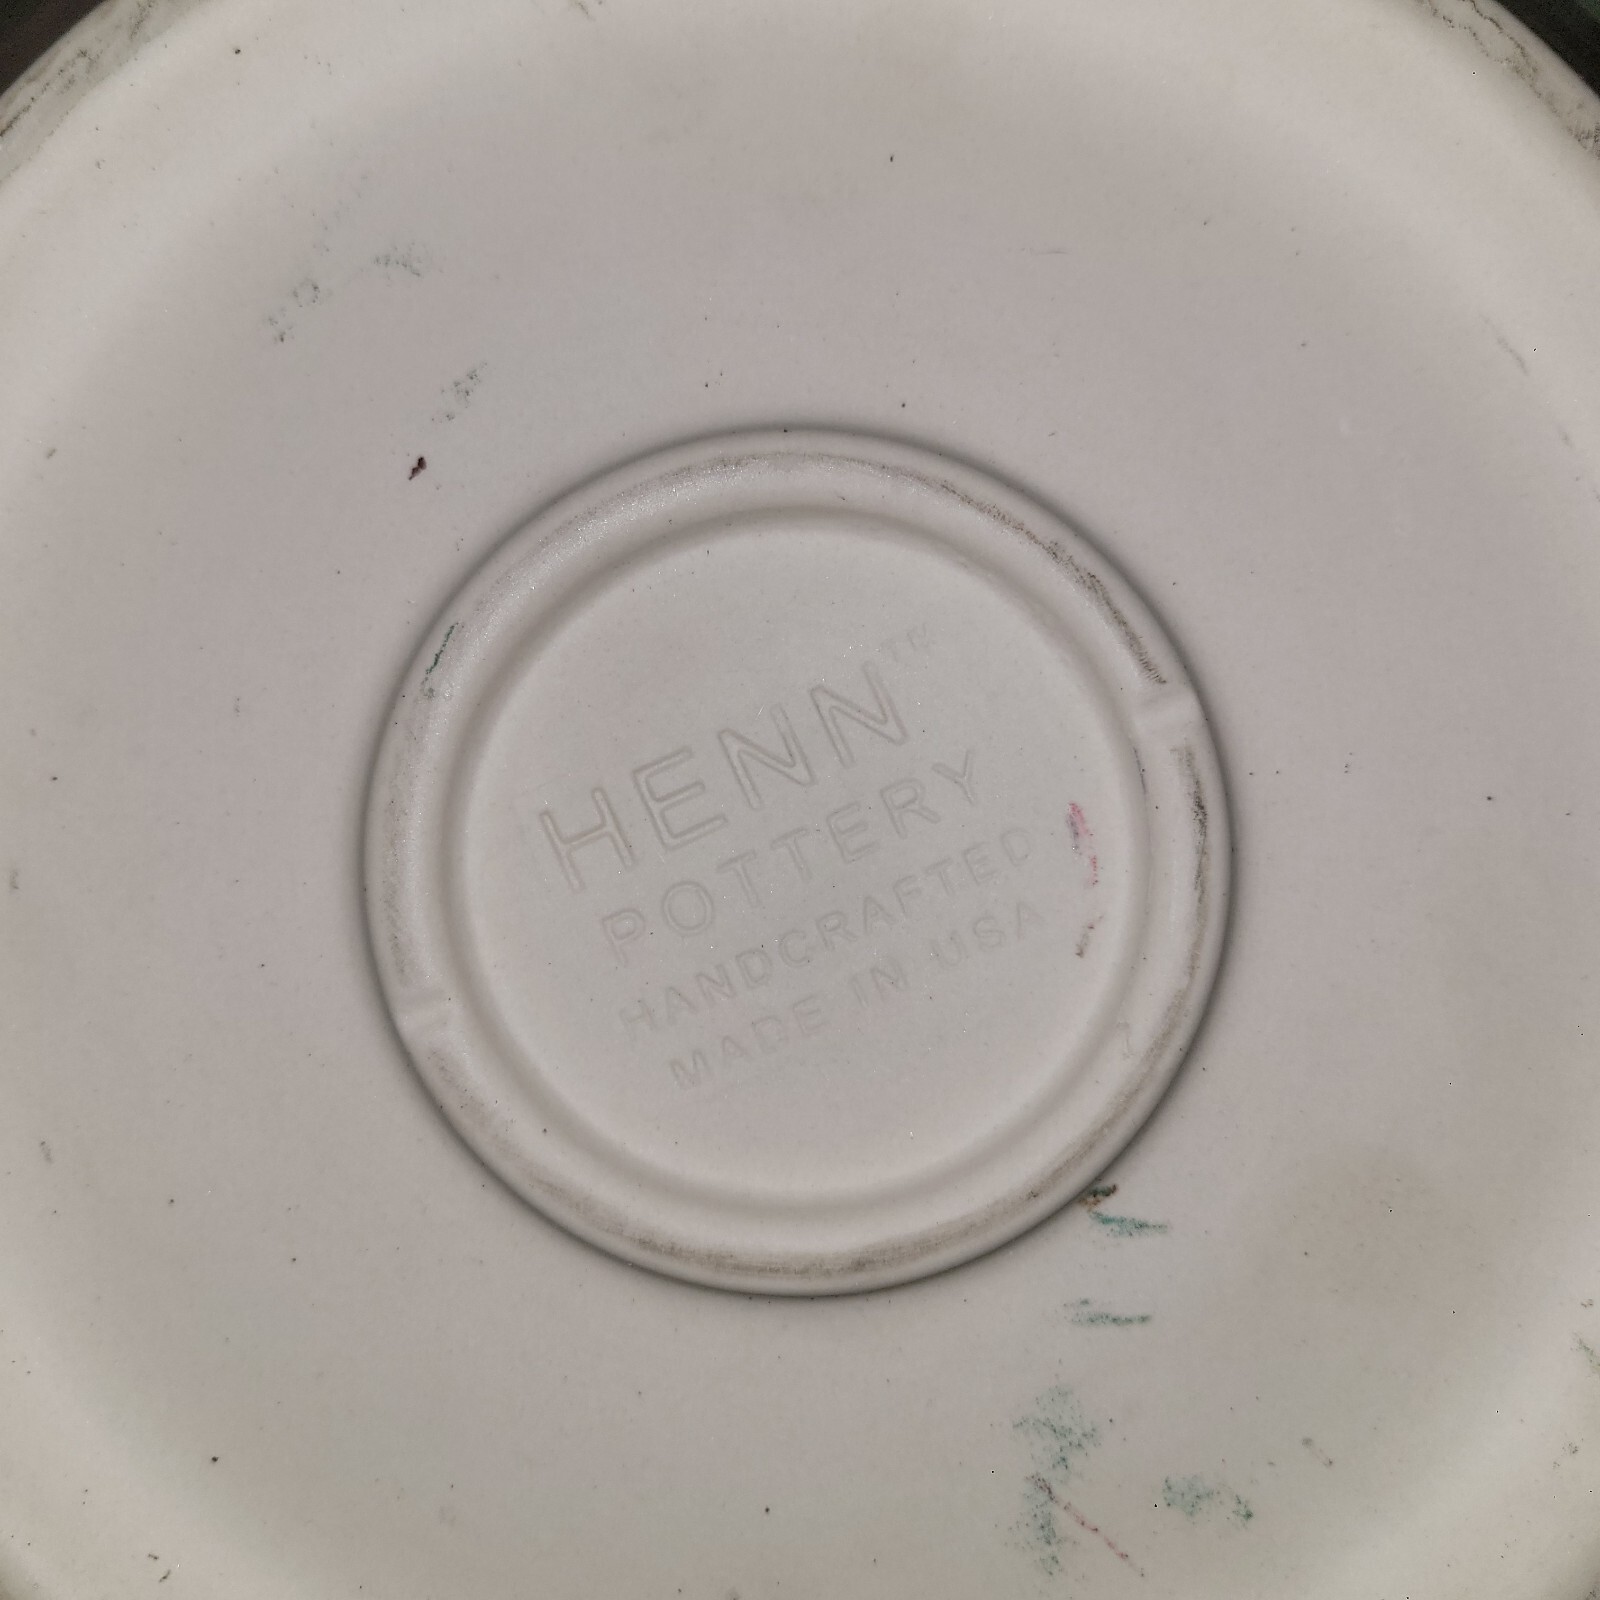 HENN™
POTTERY
HANDCRAFTED
MADE IN USA